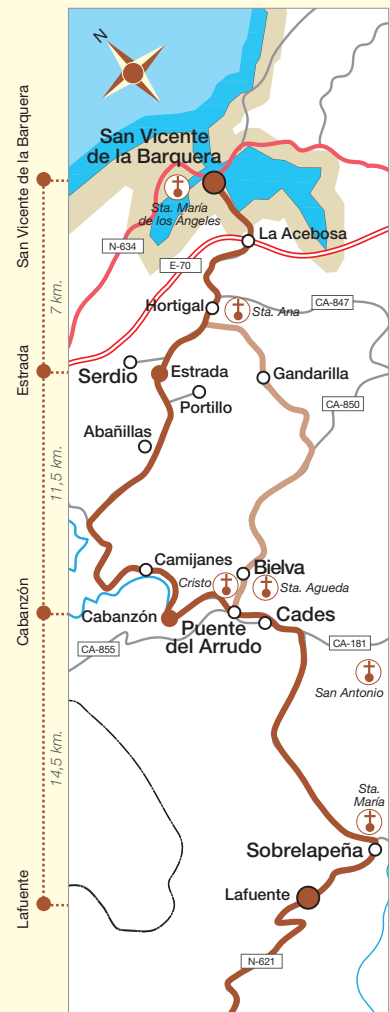 N
San Vicente
de la Barquera
Sta. María
de los Ángeles
La Acebosa
N-634
E-70
Hortigal
Sta. Ana
CA-847
Serdio
Estrada
Gandarilla
Portillo
CA-850
Abañillas
Camijanes
Bielva
Cristo
Sta. Agueda
Cabanzón
Puente
del Arrudo
Cades
CA-855
CA-181
San Antonio
Sta.
María
Sobrelapeña
Lafuente
N-621
San Vicente de la Barquera
7 km.
Estrada
11,5 km.
Cabanzón
14,5 km.
Lafuente